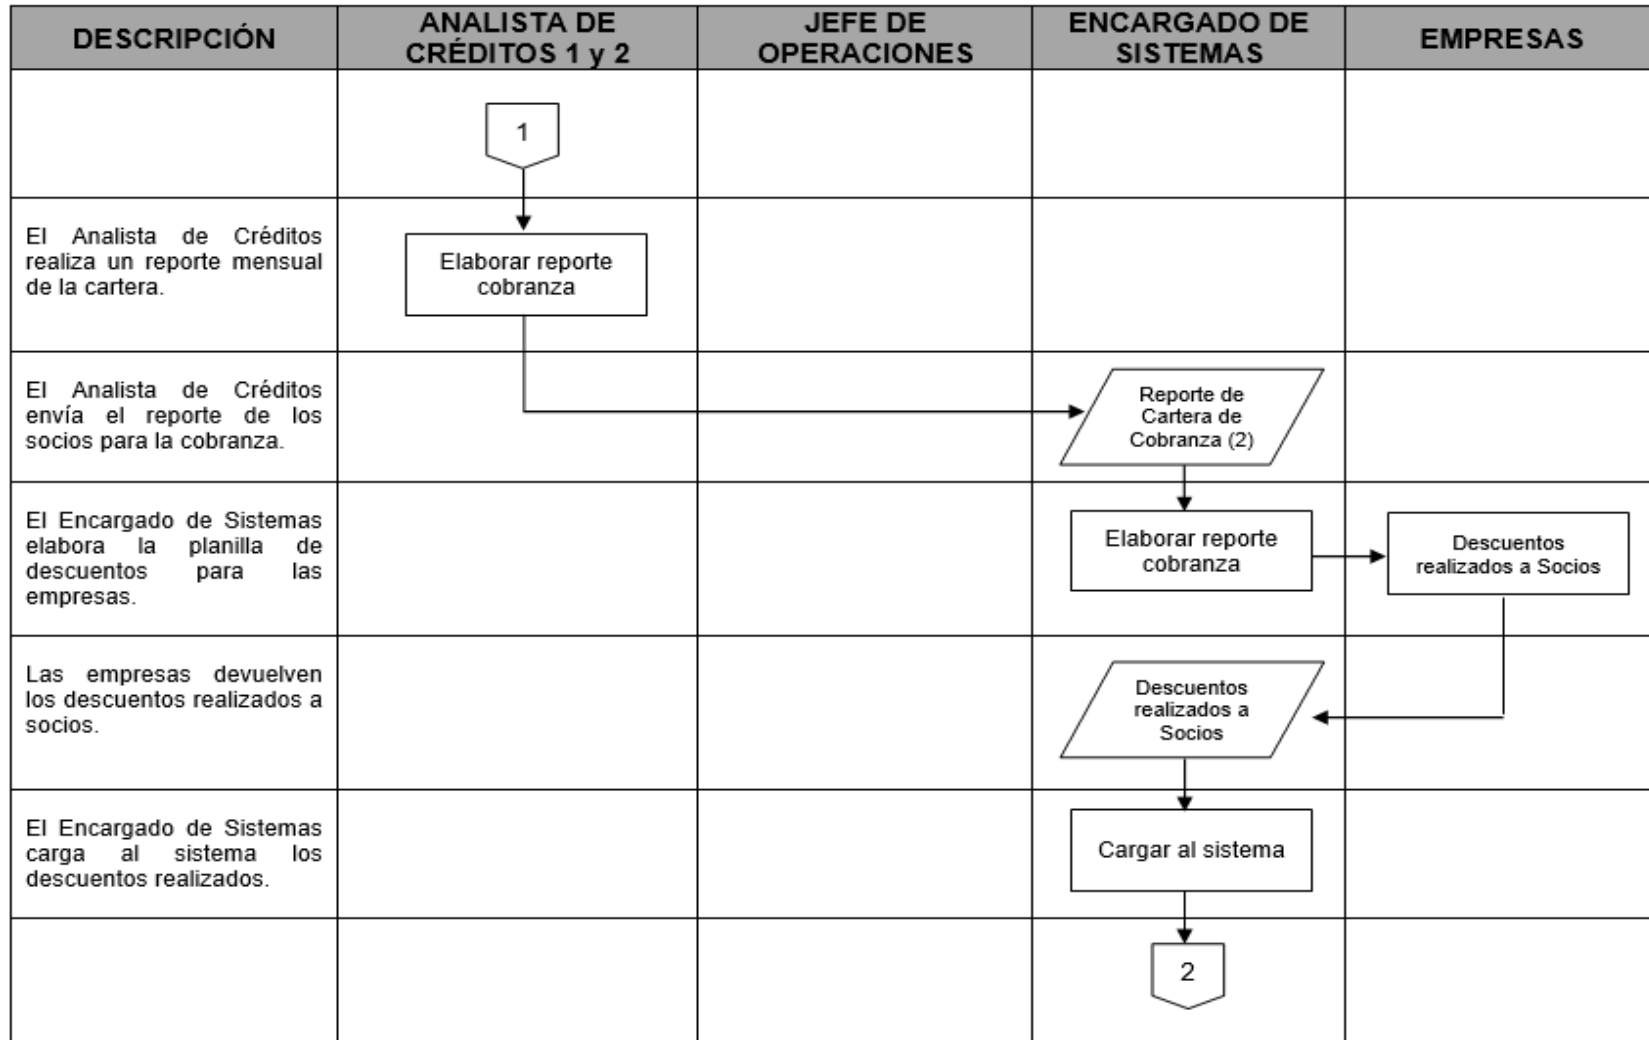 DESCRIPCIÓN
ANALISTA DE
CRÉDITOS 1 y 2
JEFE DE
OPERACIONES
ENCARGADO DE
SISTEMAS
EMPRESAS
1
El Analista de Créditos
realiza un reporte mensual
de la cartera.
Elaborar reporte
cobranza
El Analista de Créditos
envía el reporte de los
socios para la cobranza.
Reporte de
Cartera de
Cobranza (2)
El Encargado de Sistemas
elabora la planilla de
descuentos para las
empresas.
Elaborar reporte
cobranza
Descuentos
realizados a Socios
Las empresas devuelven
los descuentos realizados a
socios.
Descuentos
realizados a
Socios
El Encargado de Sistemas
carga al sistema los
descuentos realizados.
Cargar al sistema
2